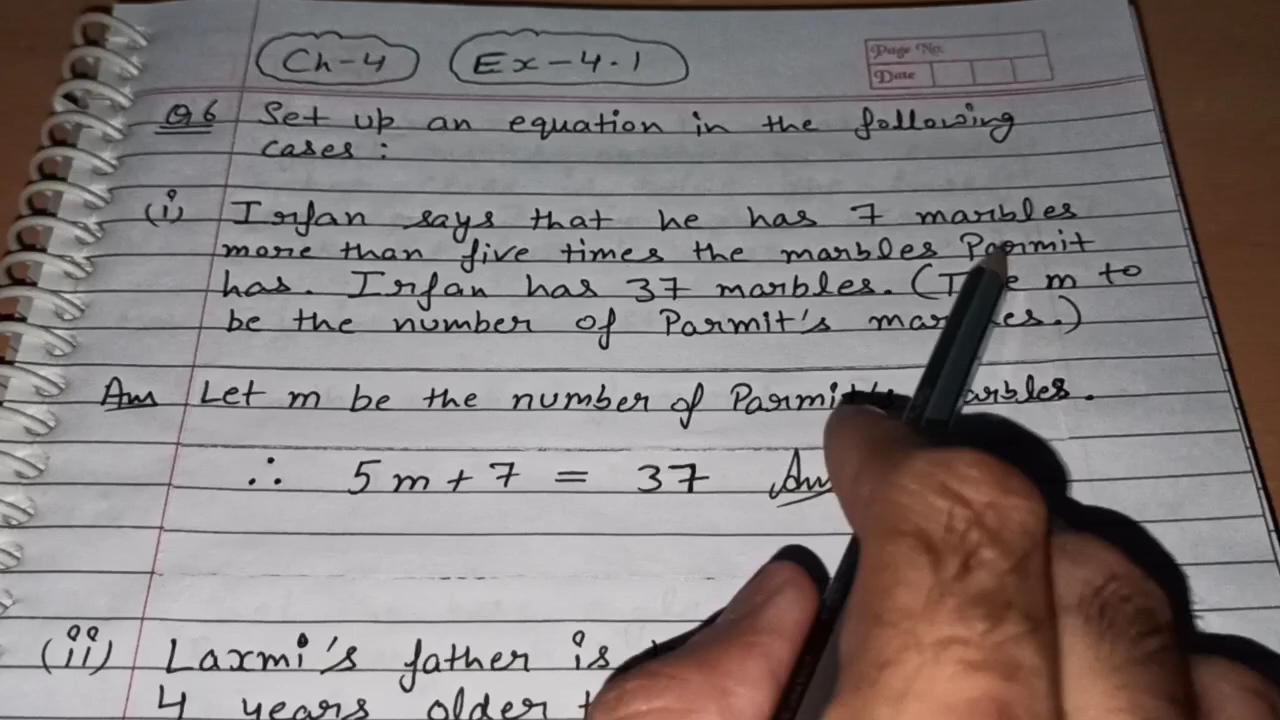 Ch-4 Ex-4.1
Page No.
Date
Q6 Set up an equation in the following
cases:
(i) Irfan says that he has 7 marbles
more than five times the marbles Parmit
has. Irfan has 37 marbles. ( m to
be the number of Parmit's )
Ans Let m be the number of
∴ 5m+7 = 37 Ans
(ii) Laxmi's father is
4 years older